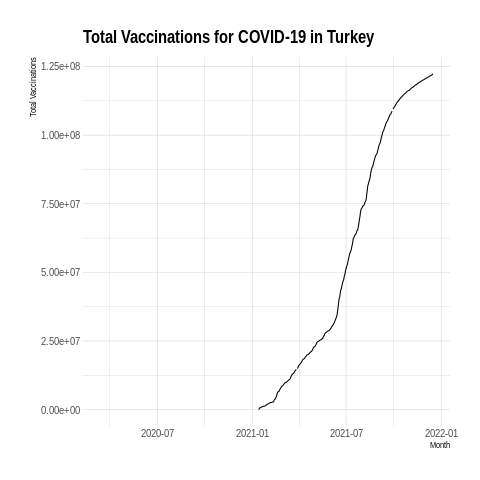 Total Vaccinations for COVID-19 in Turkey
Total Vaccinations
1.25e+08
1.00e+08
7.50e+07
5.00e+07
2.50e+07
0.00e+00
2020-07 2021-01 2021-07 2022-01
Month